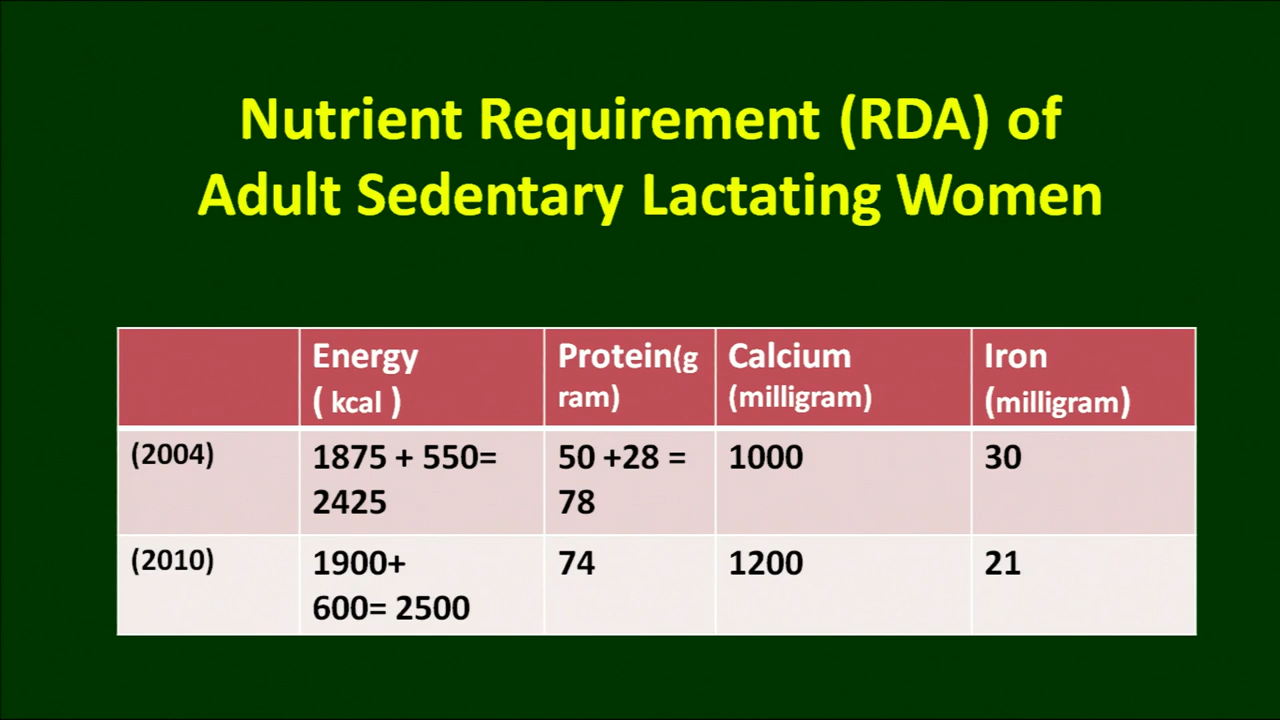 Nutrient Requirement (RDA) of
Adult Sedentary Lactating Women
Energy
( kcal )
Protein(g
ram)
Calcium
(milligram)
Iron
(milligram)
(2004)
1875 + 550=
2425
50 +28 =
78
1000
30
(2010)
1900+
600= 2500
74
1200
21